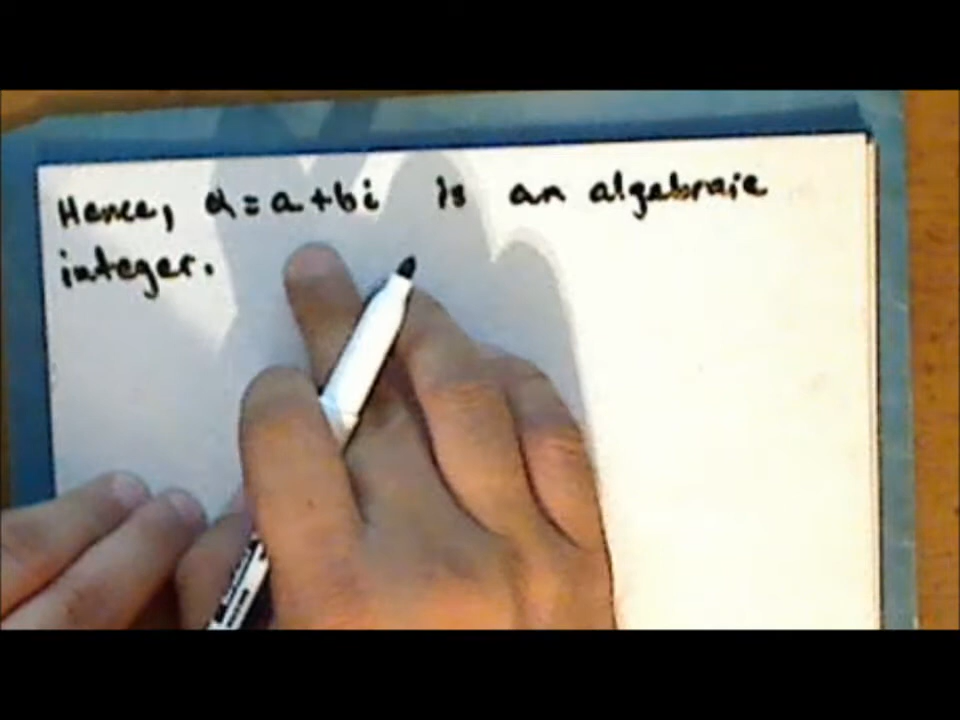 Hence, α = a + bi is an algebraic
integer.